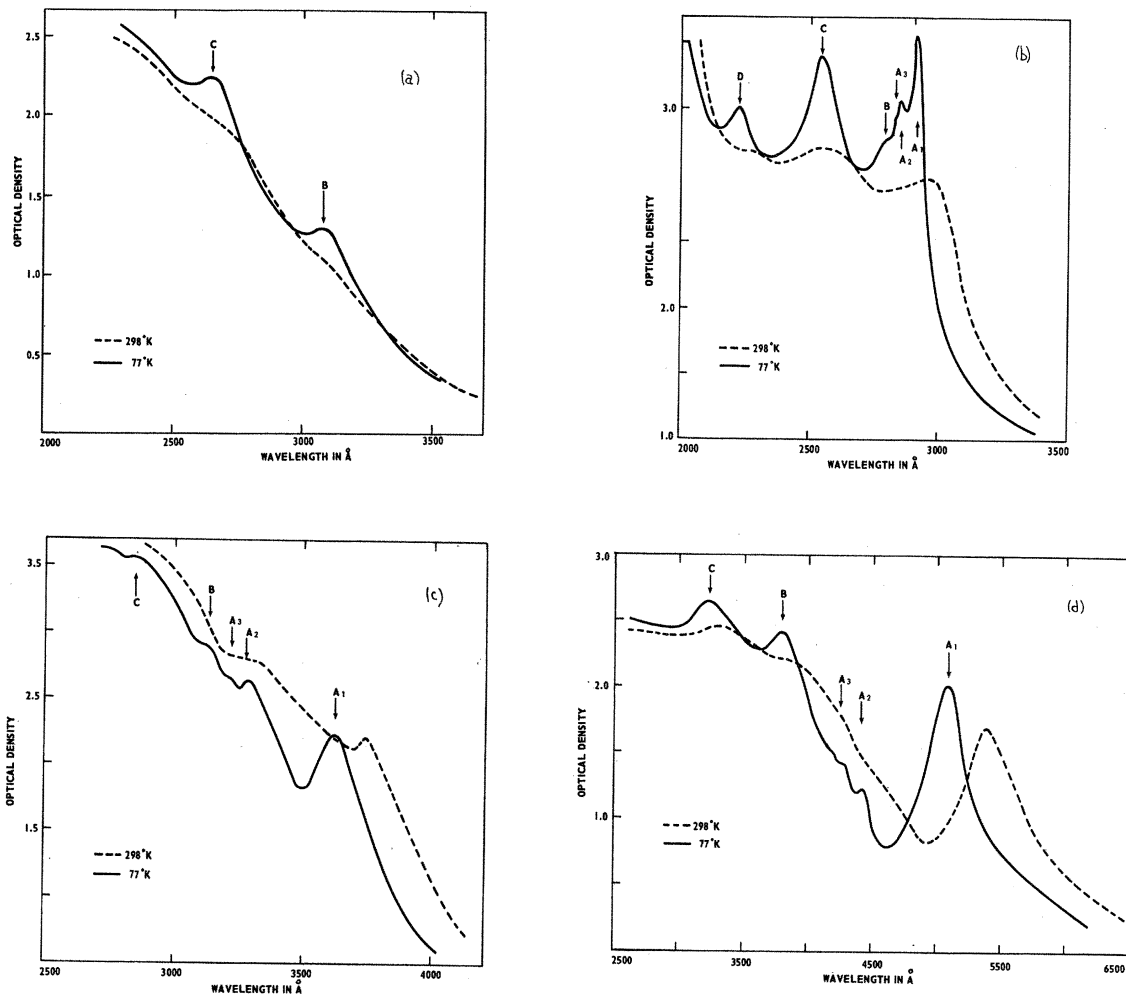 2.5
2.0
1.5
1.0
0.5
OPTICAL DENSITY
C
B
(a)
298°K
77°K
2000 2500 3000 3500
WAVELENGTH IN Å
3.0
2.0
1.0
OPTICAL DENSITY
D
C
B
A3
A2
A1
(b)
298°K
77°K
2000 2500 3000 3500
WAVELENGTH IN Å
3.5
2.5
1.5
OPTICAL DENSITY
C
B
A3
A2
A1
(c)
298°K
77°K
2500 3000 3500 4000
WAVELENGTH IN Å
3.0
2.0
1.0
OPTICAL DENSITY
C
B
A3
A2
A1
(d)
298°K
77°K
2500 3500 4500 5500 6500
WAVELENGTH IN Å